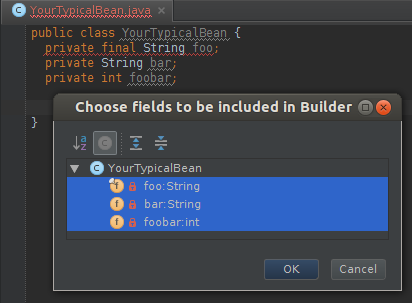 YourTypicalBean.java
public class YourTypicalBean {
private final String foo;
private String bar;
private int foobar;
}
Choose fields to be included in Builder
YourTypicalBean
foo:String
bar:String
foobar:int
OK Cancel